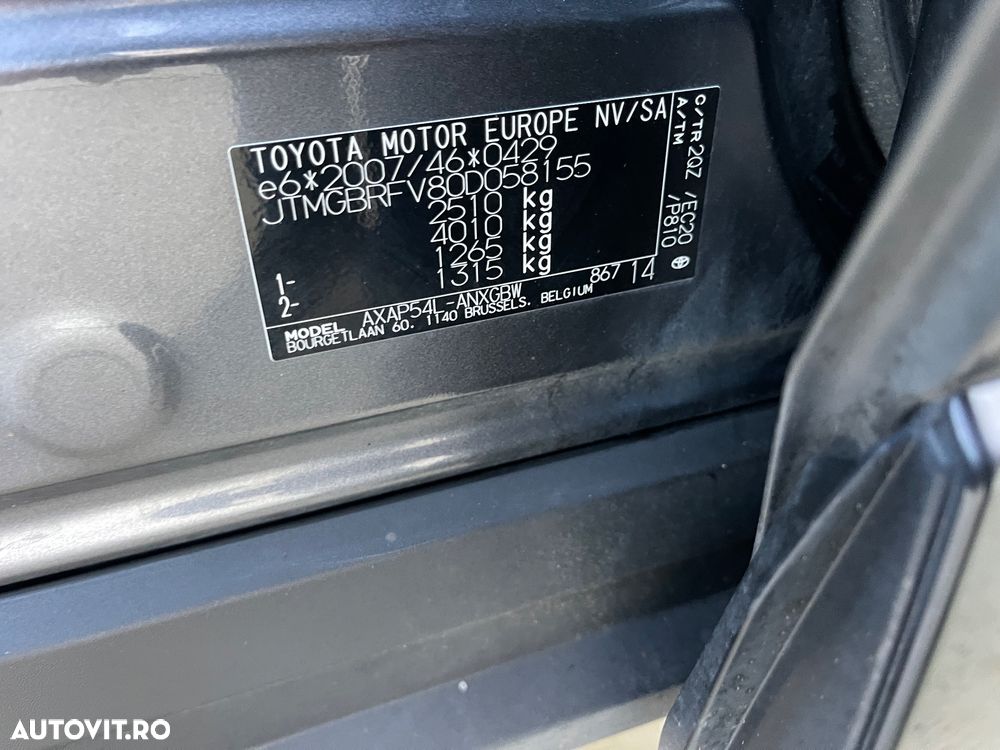 TOYOTA MOTOR EUROPE NV/SA
e6*2007/46*0429
JTMGBRFV80D058155
2510 kg
4010 kg
1- 1265 kg
2- 1315 kg
MODEL AXAP54L-ANXGBW 867 14
BOURGETLAAN 60. 1140 BRUSSELS. BELGIUM
C/TR 2QZ /EC20
A/TM /P810
AUTOVIT.RO